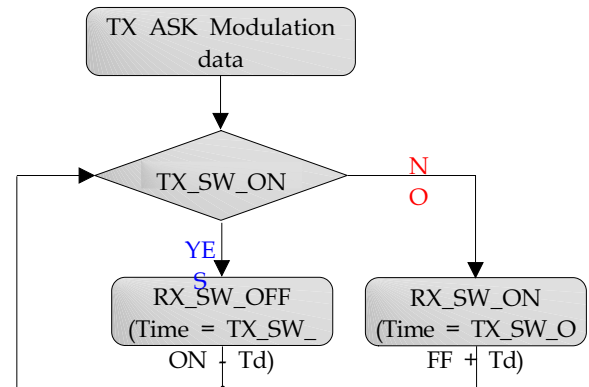 TX ASK Modulation
data
TX_SW_ON
N
O
YE
S
RX_SW_OFF
(Time = TX_SW_
ON - Td)
RX_SW_ON
(Time = TX_SW_O
FF + Td)